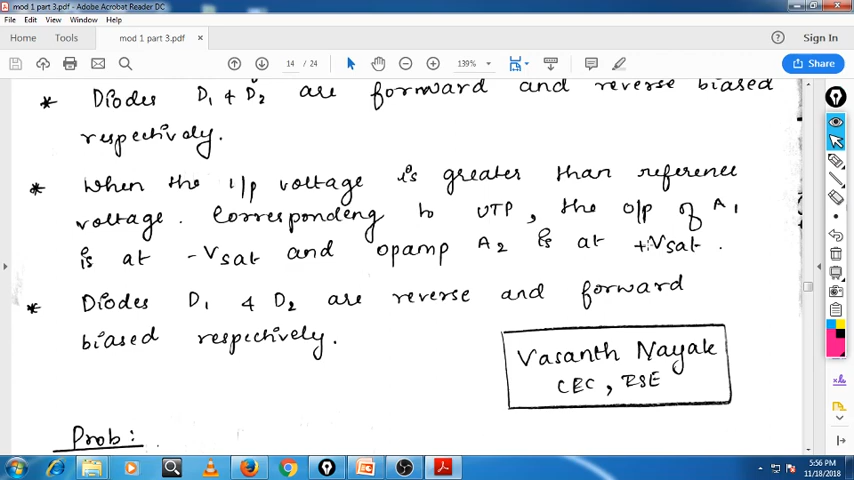 mod 1 part 3.pdf - Adobe Acrobat Reader DC
File Edit View Window Help
Home Tools mod 1 part 3.pdf × Sign In
14 / 24 139% Share
* Diodes D1 & D2 are forward and reverse biased
respectively.
* When the i/p voltage is greater than reference
voltage. Corresponding to UTP, the o/p of A1
is at -Vsat and opamp A2 is at +Vsat.
* Diodes D1 & D2 are reverse and forward
biased respectively.
Vasanth Nayak
CEC, ESE
Prob:
5:56 PM
11/18/2018